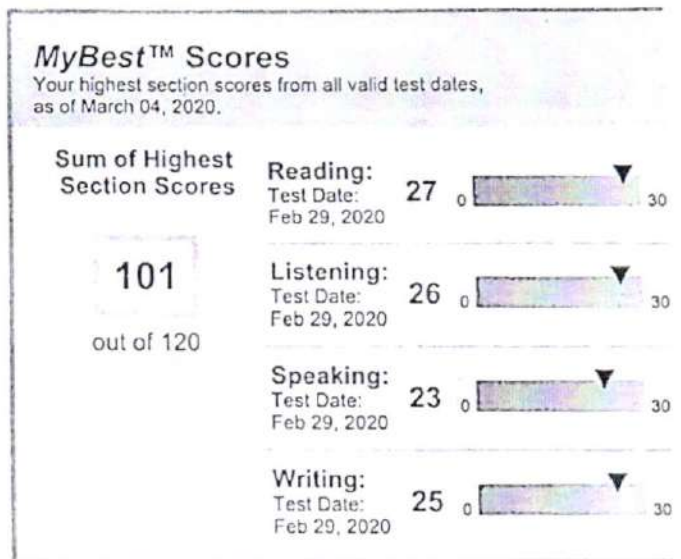 MyBest™ Scores
Your highest section scores from all valid test dates,
as of March 04, 2020.
Sum of Highest
Section Scores
101
out of 120
Reading:
Test Date:
Feb 29, 2020
27
0
30
Listening:
Test Date:
Feb 29, 2020
26
0
30
Speaking:
Test Date:
Feb 29, 2020
23
0
30
Writing:
Test Date:
Feb 29, 2020
25
0
30